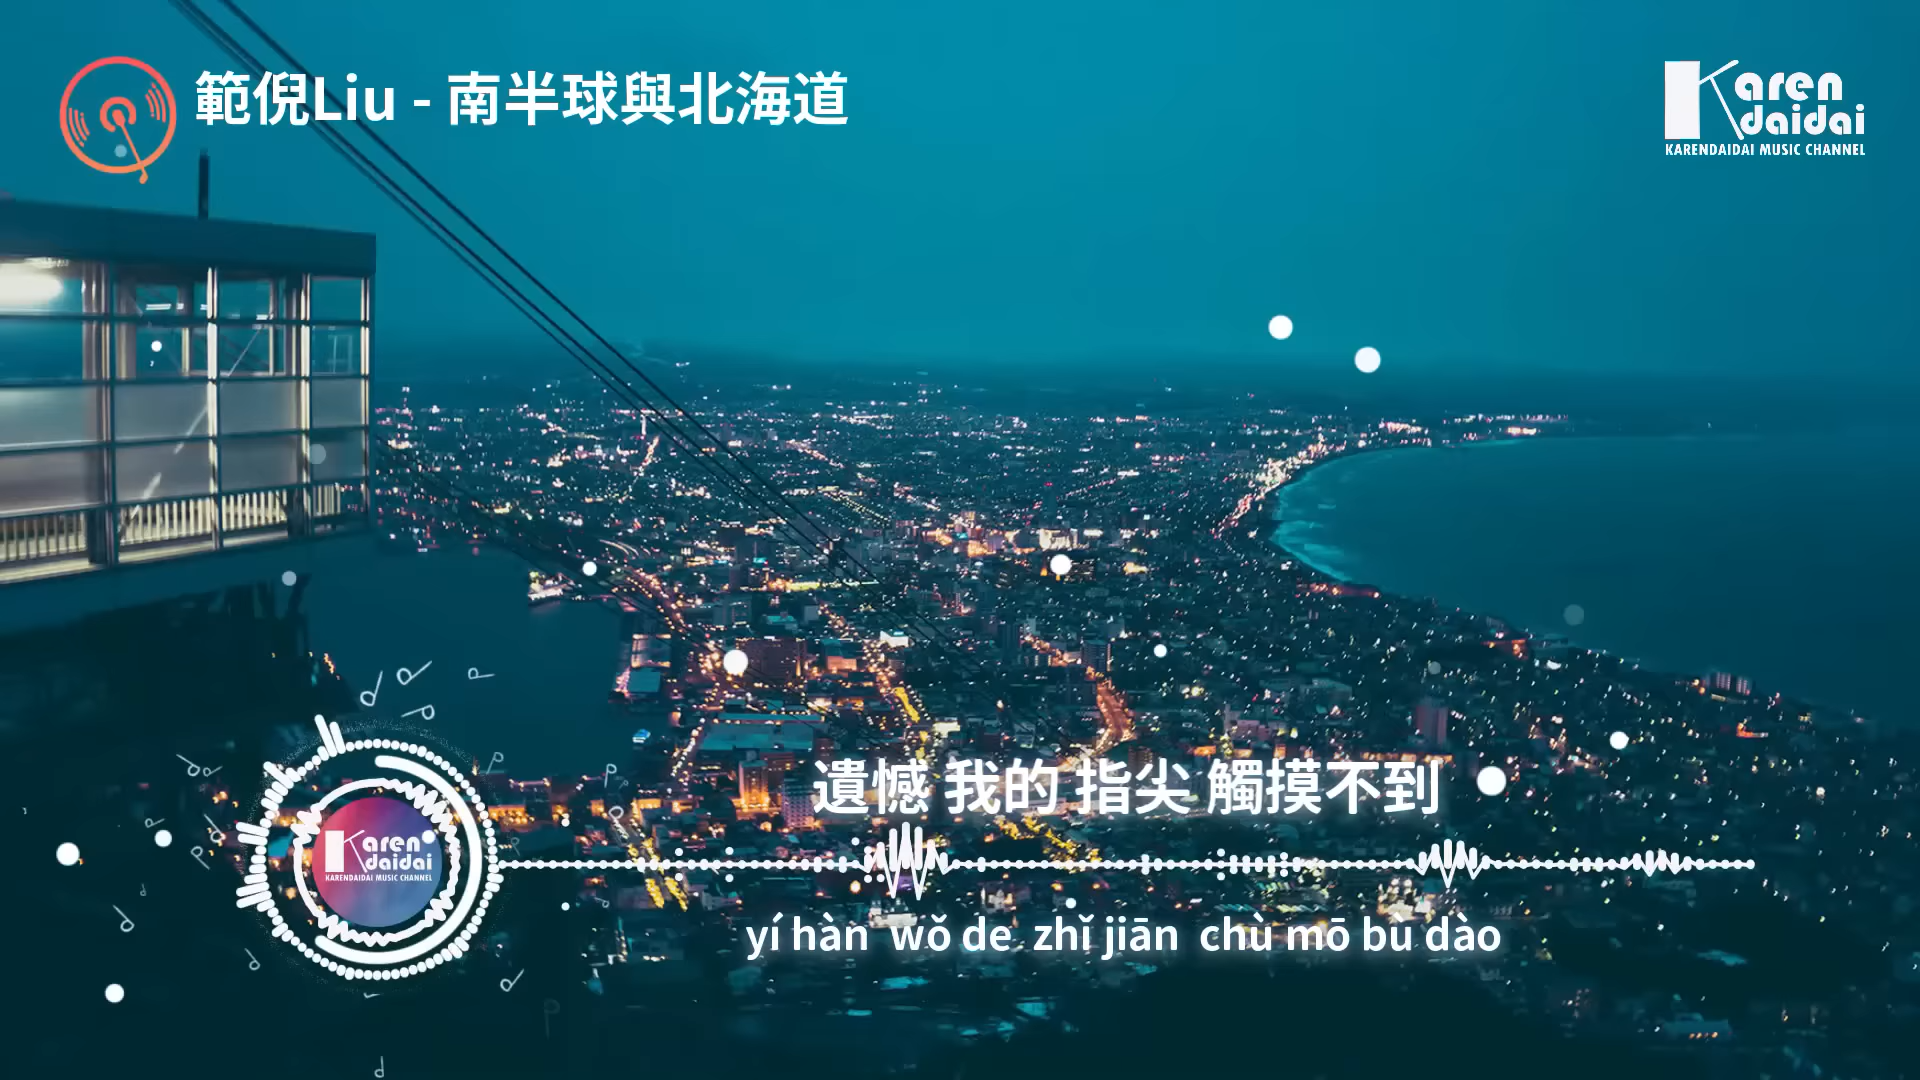 範倪Liu - 南半球與北海道
Karen
daidai
KARENDAIDAI MUSIC CHANNEL
遺憾 我的 指尖 觸摸不到
Karen
daidai
KARENDAIDAI MUSIC CHANNEL
yí hàn wǒ de zhǐ jiān chù mō bù dào